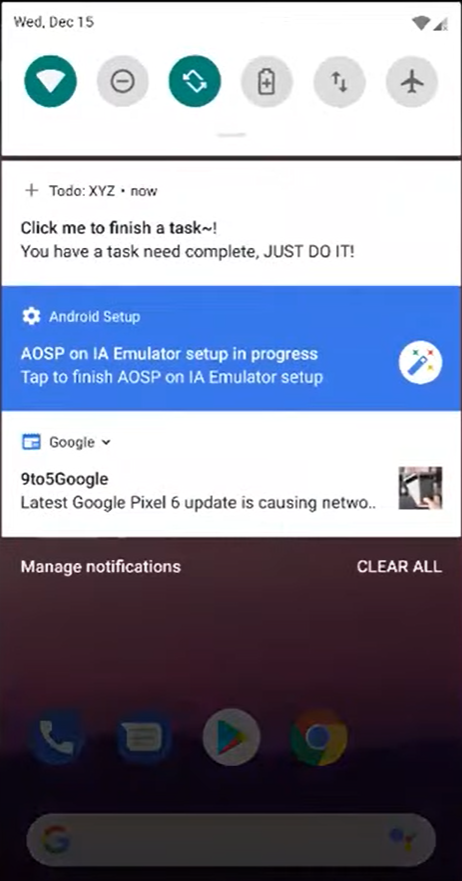 Wed, Dec 15
Todo: XYZ • now
Click me to finish a task~!
You have a task need complete, JUST DO IT!
Android Setup
AOSP on IA Emulator setup in progress
Tap to finish AOSP on IA Emulator setup
Google
9to5Google
Latest Google Pixel 6 update is causing netwo..
Manage notifications CLEAR ALL